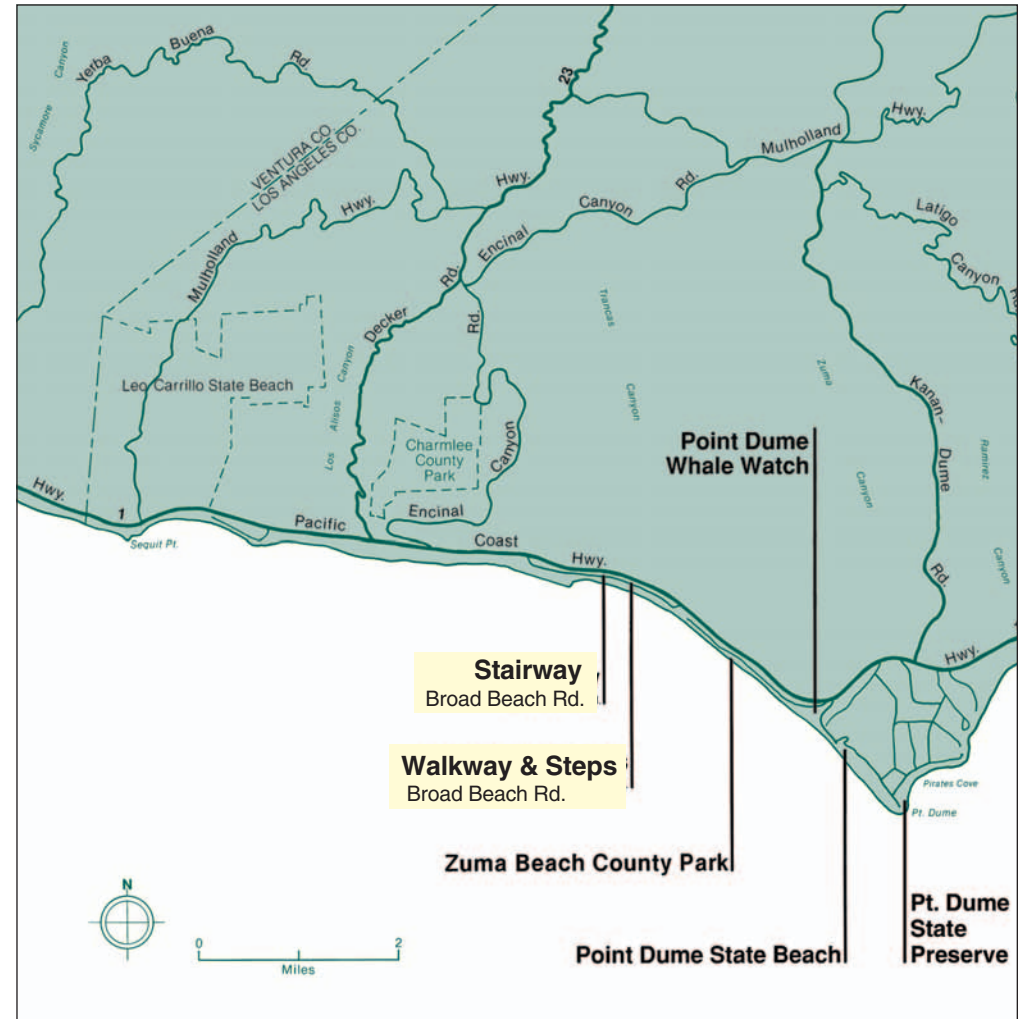 Sycamore Canyon
Yerba Buena Rd.
23
VENTURA CO.
LOS ANGELES CO.
Mulholland Hwy.
Hwy.
Decker Rd.
Encinal Canyon Rd.
Mulholland Hwy.
Latigo
Canyon
Trancas
Canyon
Zuma
Canyon
Kanan-
Dume
Rd.
Ramirez
Canyon
Leo Carrillo State Beach
Los Alisos Canyon
Rd.
Charmlee
County
Park
Canyon
Encinal
Point Dume
Whale Watch
Hwy.
1
Pacific
Coast
Hwy.
Hwy.
Sequit Pt.
Stairway
Broad Beach Rd.
Walkway & Steps
Broad Beach Rd.
Pirates Cove
Pt. Dume
Zuma Beach County Park
Point Dume State Beach
Pt. Dume
State
Preserve
N
0 2
Miles